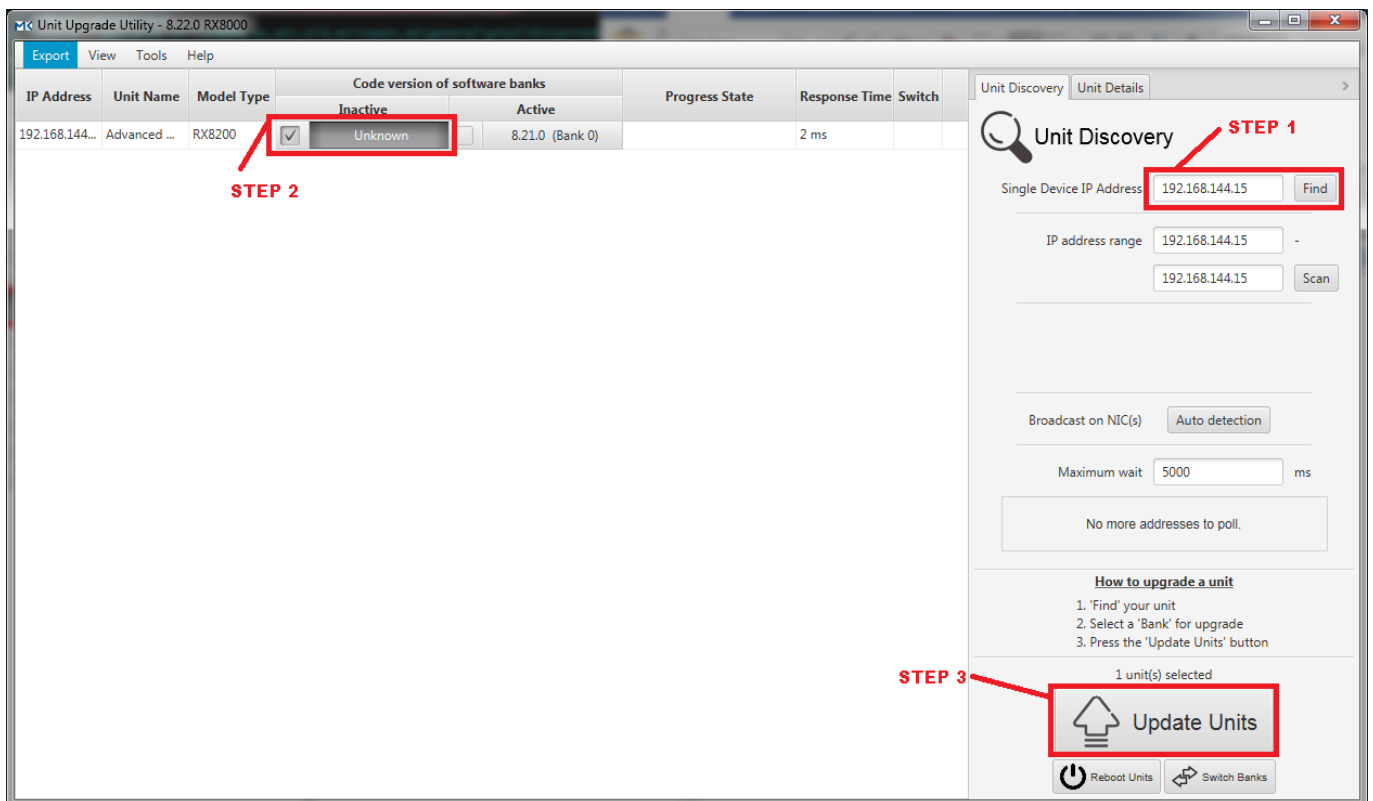 MK Unit Upgrade Utility - 8.22.0 RX8000
Export View Tools Help
IP Address Unit Name Model Type Code version of software banks Progress State Response Time Switch
Inactive Active
192.168.144... Advanced ... RX8200 Unknown 8.21.0 (Bank 0) 2 ms
STEP 2
Unit Discovery Unit Details
Unit Discovery
STEP 1
Single Device IP Address 192.168.144.15 Find
IP address range 192.168.144.15 -
192.168.144.15 Scan
Broadcast on NIC(s) Auto detection
Maximum wait 5000 ms
No more addresses to poll.
How to upgrade a unit
1. 'Find' your unit
2. Select a 'Bank' for upgrade
3. Press the 'Update Units' button
1 unit(s) selected
STEP 3
Update Units
Reboot Units Switch Banks